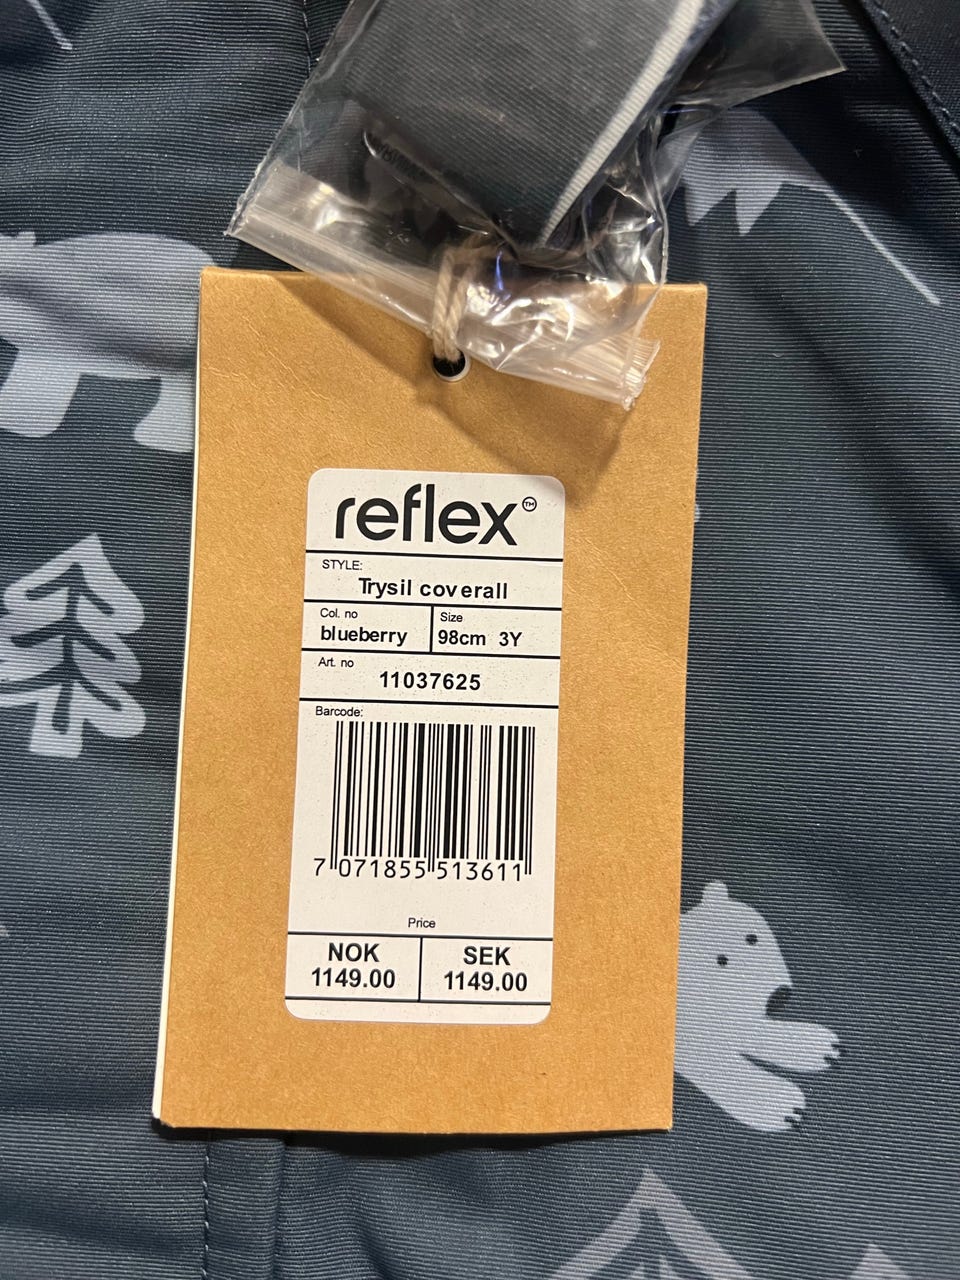 reflex™
STYLE:
Trysil coverall
Col. no
blueberry
Size
98cm 3Y
Art. no
11037625
Barcode:
7 071855 513611
Price
NOK
1149.00
SEK
1149.00